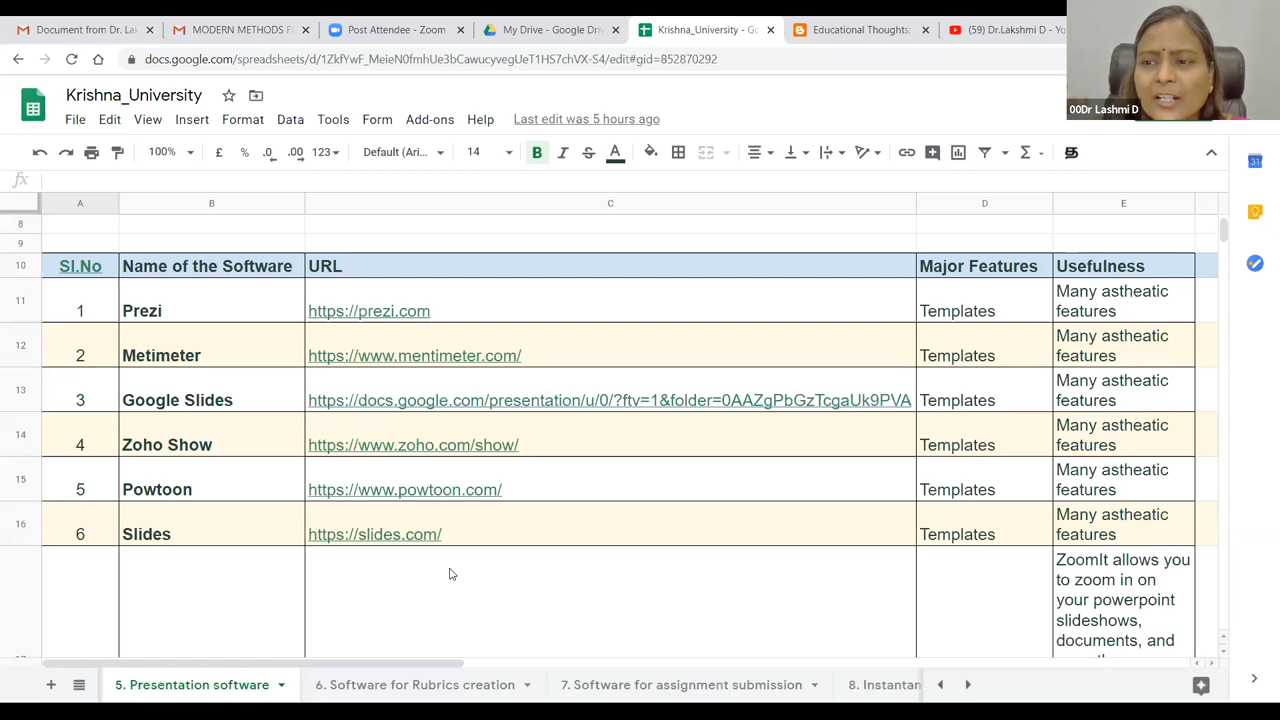 Document from Dr. Lak
MODERN METHODS F
Post Attendee - Zoom
My Drive - Google Driv
Krishna_University - Go
Educational Thoughts:
(59) Dr.Lakshmi D - Yo
docs.google.com/spreadsheets/d/1ZkfYwF_MeieN0fmhUe3bCawucyvegUeT1HS7chVX-S4/edit#gid=852870292
00Dr Lashmi D
Krishna_University
File Edit View Insert Format Data Tools Form Add-ons Help Last edit was 5 hours ago
100% £ % .0 .00 123 Default (Ari... 14 B I S A
fx
A B C D E
8
9
10 Sl.No Name of the Software URL Major Features Usefulness
11 1 Prezi https://prezi.com Templates Many astheatic
features
12 2 Metimeter https://www.mentimeter.com/ Templates Many astheatic
features
13 3 Google Slides https://docs.google.com/presentation/u/0/?ftv=1&folder=0AAZgPbGzTcgaUk9PVA Templates Many astheatic
features
14 4 Zoho Show https://www.zoho.com/show/ Templates Many astheatic
features
15 5 Powtoon https://www.powtoon.com/ Templates Many astheatic
features
16 6 Slides https://slides.com/ Templates Many astheatic
features
ZoomIt allows you
to zoom in on
your powerpoint
slideshows,
documents, and
5. Presentation software 6. Software for Rubrics creatic 7. Software for assignment submission 8. Instantan